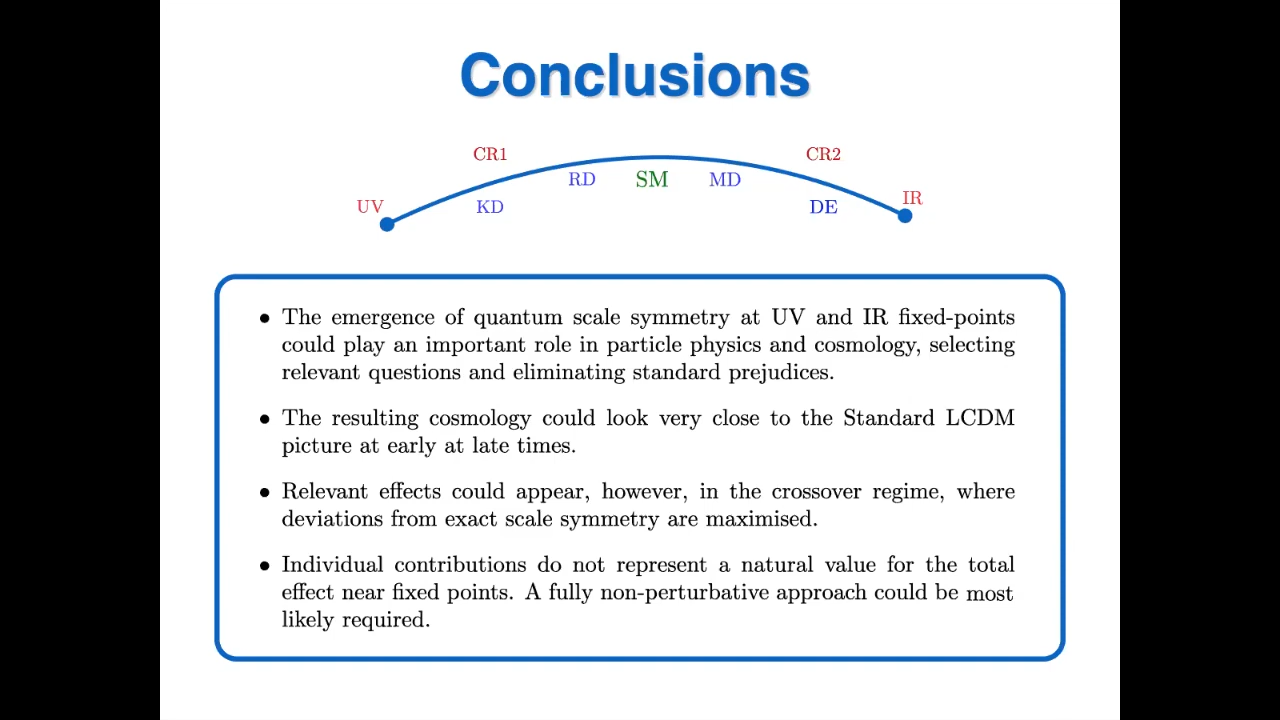 Conclusions
CR1 CR2
RD SM MD
UV KD DE IR
• The emergence of quantum scale symmetry at UV and IR fixed-points
could play an important role in particle physics and cosmology, selecting
relevant questions and eliminating standard prejudices.
• The resulting cosmology could look very close to the Standard LCDM
picture at early at late times.
• Relevant effects could appear, however, in the crossover regime, where
deviations from exact scale symmetry are maximised.
• Individual contributions do not represent a natural value for the total
effect near fixed points. A fully non-perturbative approach could be most
likely required.